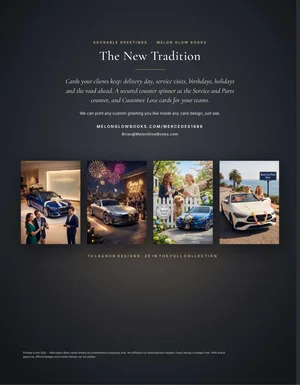 ADORABLE GREETINGS · MELON GLOW BOOKS
The New Tradition
Cards your clients keep: delivery day, service visits, birthdays, holidays
and the road ahead. A secured counter spinner at the Service and Parts
counter, and Customer Love cards for your teams.
We can print any custom greeting you like inside any card design, just ask.
MELONGLOWBOOKS.COM/MERCEDES1888
Brian@MelonGlowBooks.com
12 LAUNCH DESIGNS · 25 IN THE FULL COLLECTION